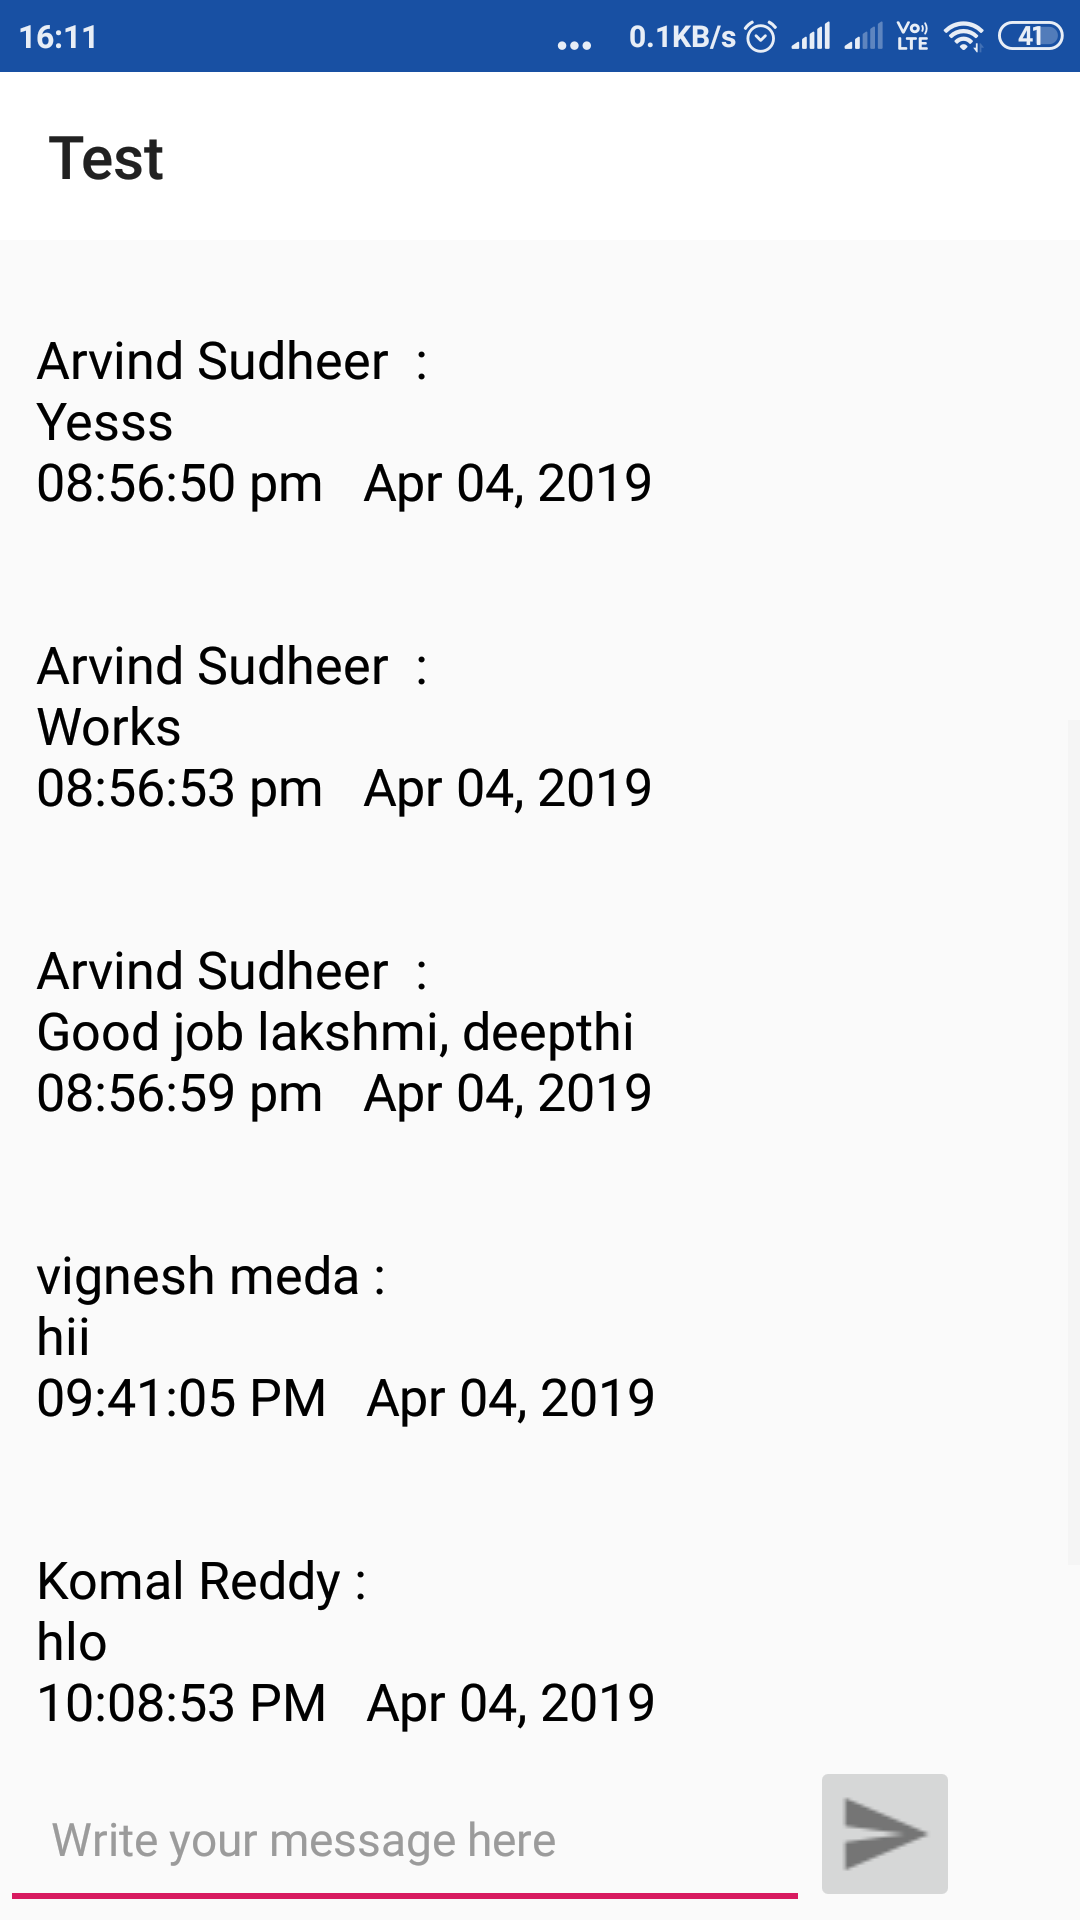 16:11 ... 0.1KB/s Vo LTE 41
Test
Arvind Sudheer  :
Yesss
08:56:50 pm   Apr 04, 2019
Arvind Sudheer  :
Works
08:56:53 pm   Apr 04, 2019
Arvind Sudheer  :
Good job lakshmi, deepthi
08:56:59 pm   Apr 04, 2019
vignesh meda :
hii
09:41:05 PM   Apr 04, 2019
Komal Reddy :
hlo
10:08:53 PM   Apr 04, 2019
Write your message here